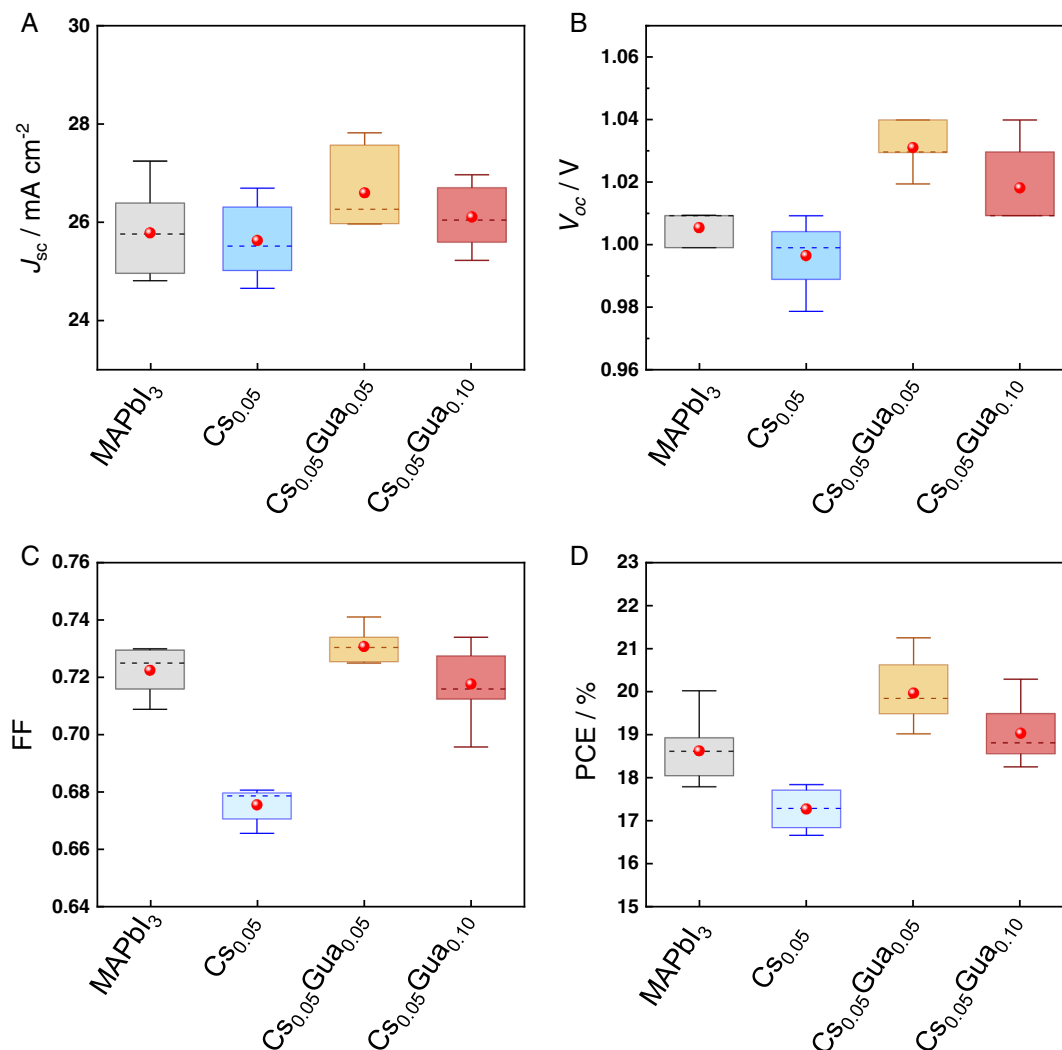 A
J_sc / mA cm^-2
30
28
26
24
MAPbI₃
Cs₀.₀₅
Cs₀.₀₅Gua₀.₀₅
Cs₀.₀₅Gua₀.₁₀
B
V_oc / V
1.06
1.04
1.02
1.00
0.98
0.96
MAPbI₃
Cs₀.₀₅
Cs₀.₀₅Gua₀.₀₅
Cs₀.₀₅Gua₀.₁₀
C
FF
0.76
0.74
0.72
0.70
0.68
0.66
0.64
MAPbI₃
Cs₀.₀₅
Cs₀.₀₅Gua₀.₀₅
Cs₀.₀₅Gua₀.₁₀
D
PCE / %
23
22
21
20
19
18
17
16
15
MAPbI₃
Cs₀.₀₅
Cs₀.₀₅Gua₀.₀₅
Cs₀.₀₅Gua₀.₁₀